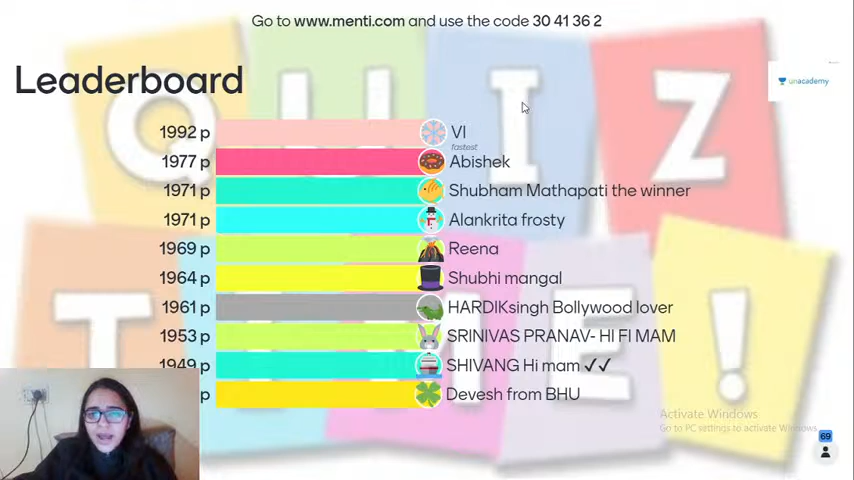 Go to www.menti.com and use the code 30 41 36 2
Leaderboard
unacademy
QUIZ
1992 p VI
fastest
1977 p Abishek
1971 p Shubham Mathapati the winner
1971 p Alankrita frosty
1969 p Reena
1964 p Shubhi mangal
1961 p HARDIKsingh Bollywood lover
1953 p SRINIVAS PRANAV- HI FI MAM
1949 SHIVANG Hi mam ✓✓
p Devesh from BHU
TIME!
Activate Windows
Go to PC settings to activate Windows.
69